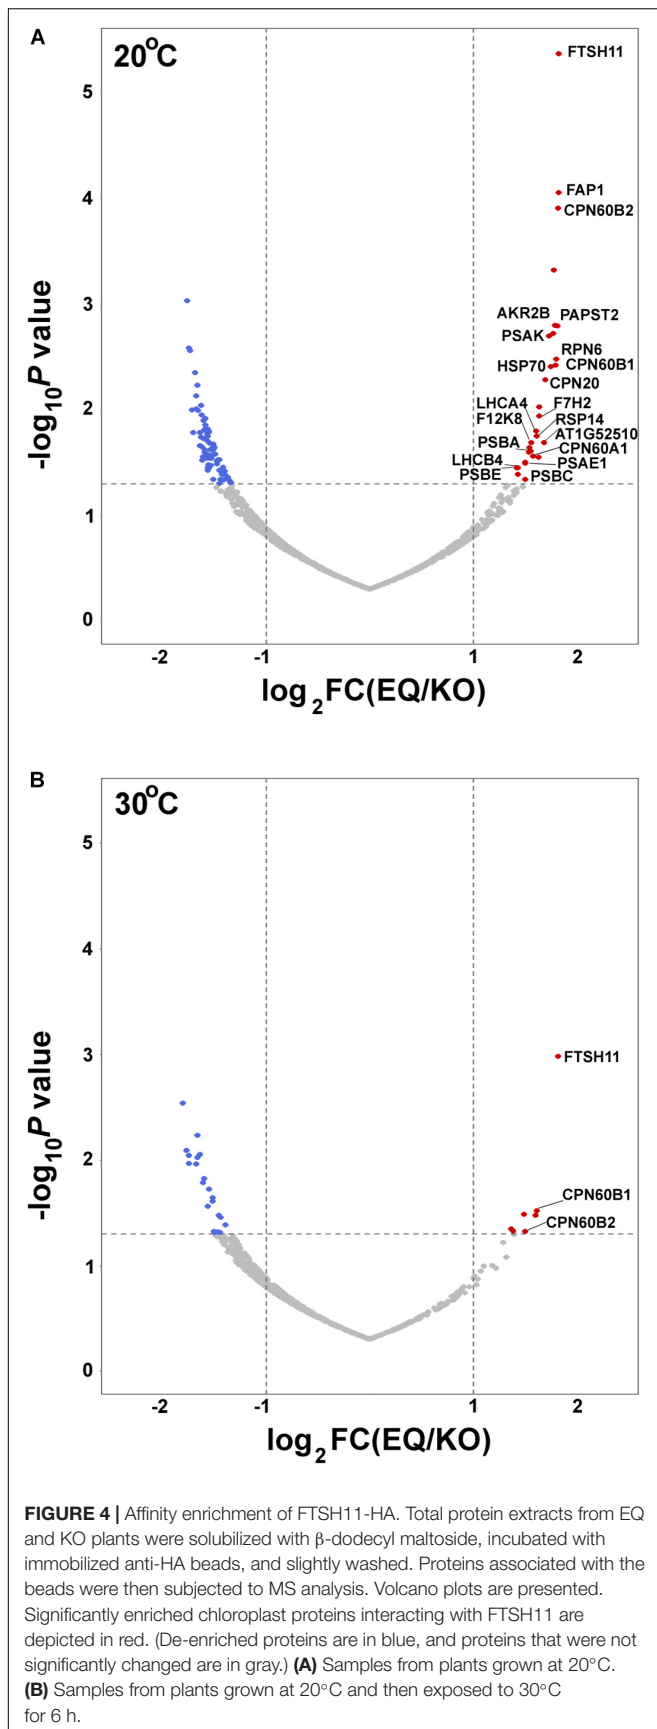 A
20°C
5
4
3
2
1
0
-log10P value
FTSH11
FAP1
CPN60B2
AKR2B
PAPST2
PSAK
RPN6
HSP70
CPN60B1
CPN20
LHCA4
F7H2
F12K8
RSP14
AT1G52510
PSBA
CPN60A1
LHCB4
PSAE1
PSBE
PSBC
-2
-1
1
2
log2FC(EQ/KO)
B
30°C
5
4
3
2
1
0
-log10P value
FTSH11
CPN60B1
CPN60B2
-2
-1
1
2
log2FC(EQ/KO)
FIGURE 4 | Affinity enrichment of FTSH11-HA. Total protein extracts from EQ
and KO plants were solubilized with β-dodecyl maltoside, incubated with
immobilized anti-HA beads, and slightly washed. Proteins associated with the
beads were then subjected to MS analysis. Volcano plots are presented.
Significantly enriched chloroplast proteins interacting with FTSH11 are
depicted in red. (De-enriched proteins are in blue, and proteins that were not
significantly changed are in gray.) (A) Samples from plants grown at 20°C.
(B) Samples from plants grown at 20°C and then exposed to 30°C
for 6 h.